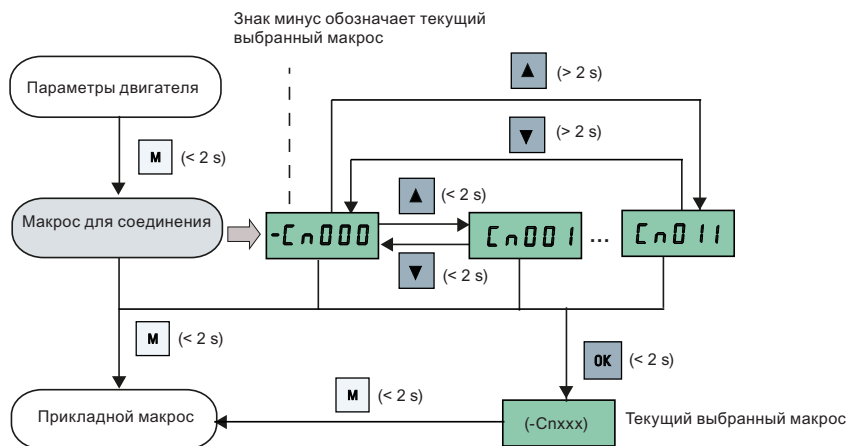 Знак минус обозначает текущий
выбранный макрос
▲ (> 2 s)
Параметры двигателя
▼ (> 2 s)
M (< 2 s)
▲ (< 2 s)
Макрос для соединения
-Cn000
Cn001
...
Cn011
▼ (< 2 s)
M (< 2 s)
OK (< 2 s)
M (< 2 s)
Прикладной макрос
(-Cnxxx)
Текущий выбранный макрос